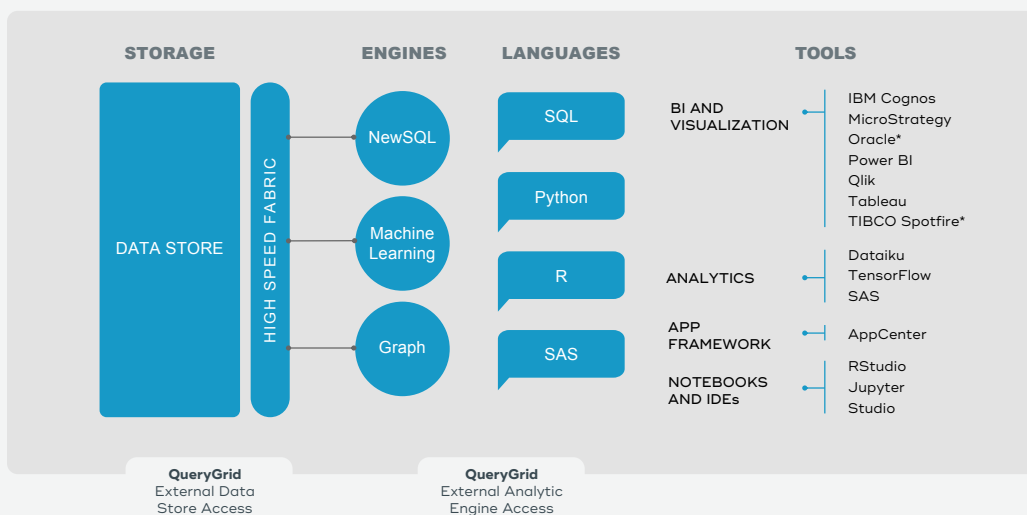 STORAGE
ENGINES
LANGUAGES
TOOLS
DATA STORE
HIGH SPEED FABRIC
NewSQL
Machine
Learning
Graph
SQL
Python
R
SAS
BI AND
VISUALIZATION
IBM Cognos
MicroStrategy
Oracle*
Power BI
Qlik
Tableau
TIBCO Spotfire*
ANALYTICS
Dataiku
TensorFlow
SAS
APP
FRAMEWORK
AppCenter
NOTEBOOKS
AND IDEs
RStudio
Jupyter
Studio
QueryGrid
External Data
Store Access
QueryGrid
External Analytic
Engine Access